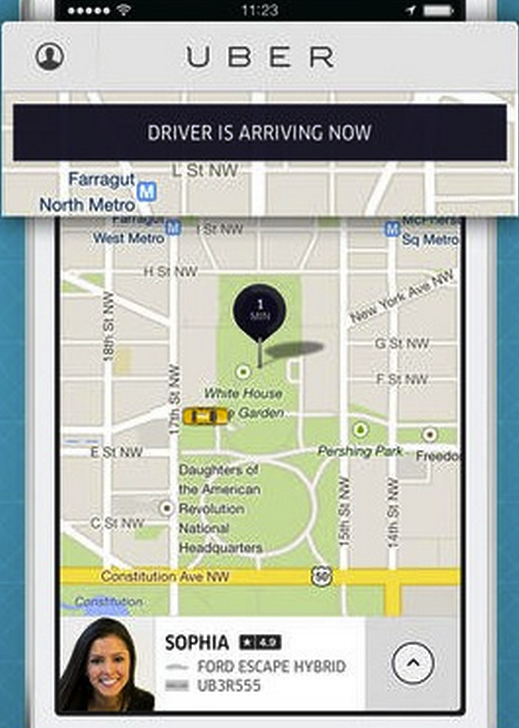 11:23
UBER
DRIVER IS ARRIVING NOW
L St NW
Farragut
North Metro
M
Farragut
West Metro
M
I St NW
M
McPherso
Sq Metro
H St NW
New York Ave NW
18th St NW
1
MIN
G St NW
F St NW
17th St NW
White House
e Garden
Pershing Park
Freedor
E St NW
Daughters of
the American
Revolution
National
Headquarters
15th St NW
14th St NW
C St NW
Constitution Ave NW
50
Constitution
SOPHIA ★ 4.9
FORD ESCAPE HYBRID
UB3R555